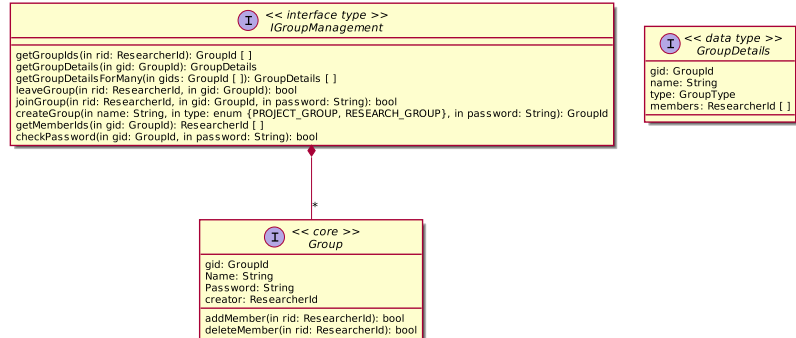 I << interface type >>
IGroupManagement
getGroupIds(in rid: ResearcherId): GroupId [ ]
getGroupDetails(in gid: GroupId): GroupDetails
getGroupDetailsForMany(in gids: GroupId [ ]): GroupDetails [ ]
leaveGroup(in rid: ResearcherId, in gid: GroupId): bool
joinGroup(in rid: ResearcherId, in gid: GroupId, in password: String): bool
createGroup(in name: String, in type: enum {PROJECT_GROUP, RESEARCH_GROUP}, in password: String): GroupId
getMemberIds(in gid: GroupId): ResearcherId [ ]
checkPassword(in gid: GroupId, in password: String): bool
I << data type >>
GroupDetails
gid: GroupId
name: String
type: GroupType
members: ResearcherId [ ]
*
I << core >>
Group
gid: GroupId
Name: String
Password: String
creator: ResearcherId
addMember(in rid: ResearcherId): bool
deleteMember(in rid: ResearcherId): bool